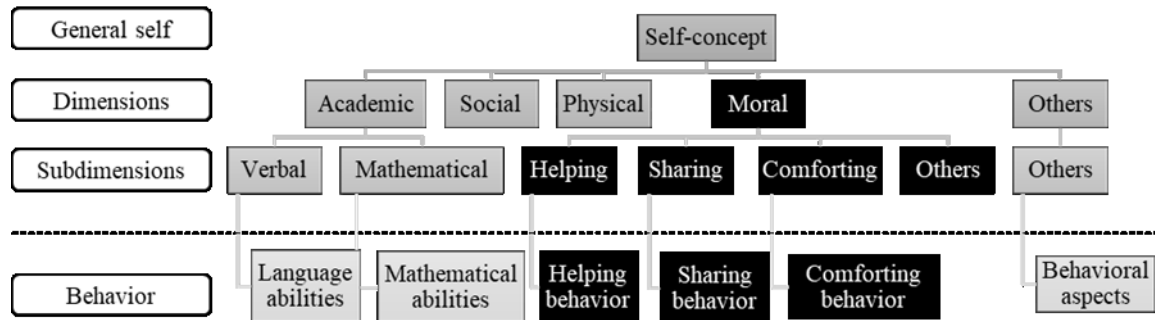 General self
Self-concept
Dimensions
Academic
Social
Physical
Moral
Others
Subdimensions
Verbal
Mathematical
Helping
Sharing
Comforting
Others
Others
Behavior
Language
abilities
Mathematical
abilities
Helping
behavior
Sharing
behavior
Comforting
behavior
Behavioral
aspects